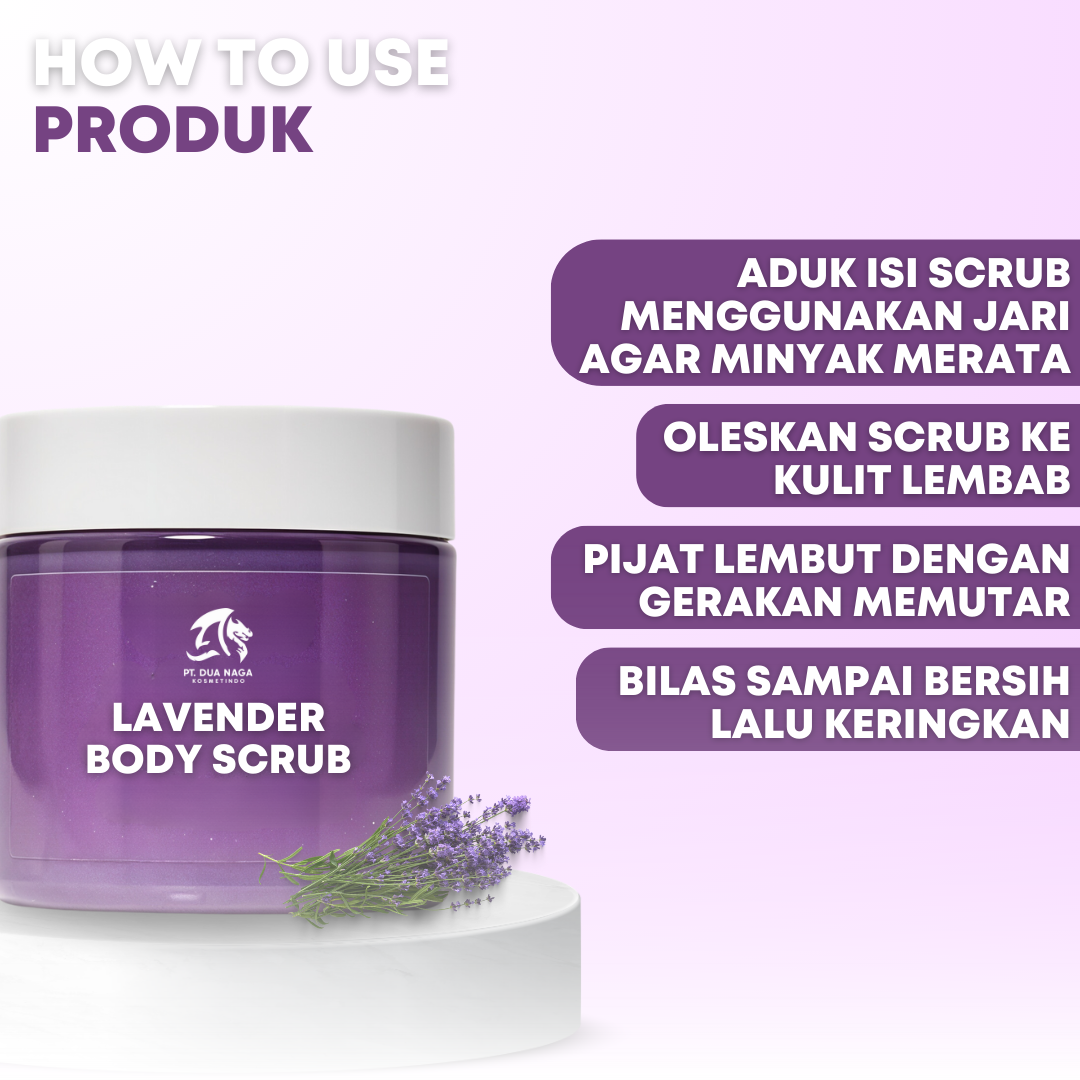 HOW TO USE
PRODUK
ADUK ISI SCRUB
MENGGUNAKAN JARI
AGAR MINYAK MERATA
OLESKAN SCRUB KE
KULIT LEMBAB
PIJAT LEMBUT DENGAN
GERAKAN MEMUTAR
BILAS SAMPAI BERSIH
LALU KERINGKAN
PT. DUA NAGA
KOSMETINDO
LAVENDER
BODY SCRUB